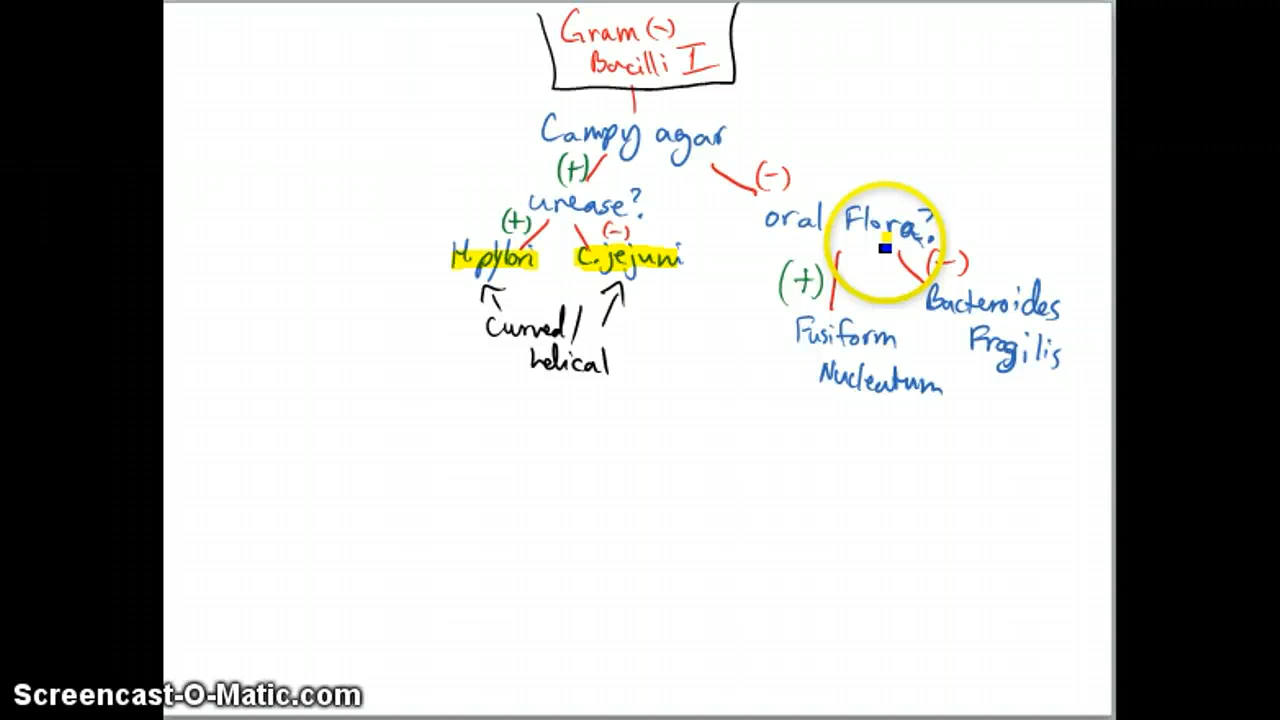 Gram (-)
Bacilli I
Campy agar
(+)
(-)
urease?
oral Flora?
(+)
(-)
H. pylori
C. jejuni
(+)
(-)
Curved/
helical
Fusiform
Nucleatum
Bacteroides
Fragilis
Screencast-O-Matic.com